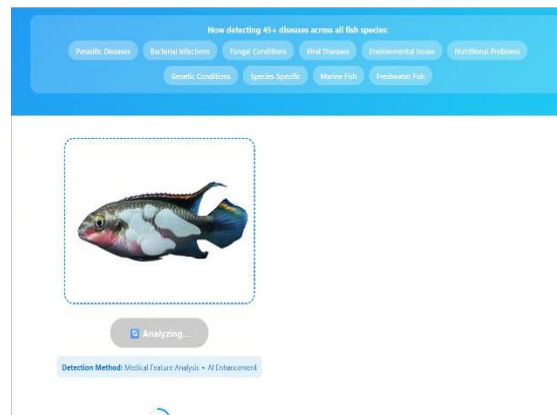 Now detecting 45+ diseases across all fish species:
Parasitic Diseases Bacterial Infections Fungal Conditions Viral Diseases Environmental Issues Nutritional Problems
Genetic Conditions Species-Specific Marine Fish Freshwater Fish
Analyzing...
Detection Method: Medical Feature Analysis • AI Enhancement